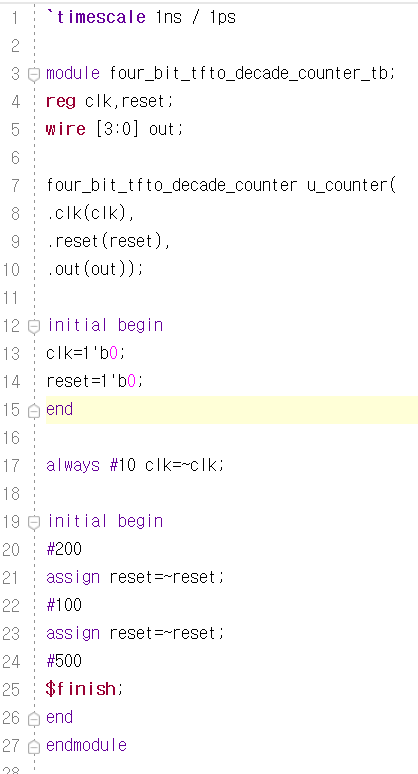 1 `timescale 1ns / 1ps
2
3 module four_bit_tfto_decade_counter_tb;
4 reg clk,reset;
5 wire [3:0] out;
6
7 four_bit_tfto_decade_counter u_counter(
8 .clk(clk),
9 .reset(reset),
10 .out(out));
11
12 initial begin
13 clk=1'b0;
14 reset=1'b0;
15 end
16
17 always #10 clk=~clk;
18
19 initial begin
20 #200
21 assign reset=~reset;
22 #100
23 assign reset=~reset;
24 #500
25 $finish;
26 end
27 endmodule
28